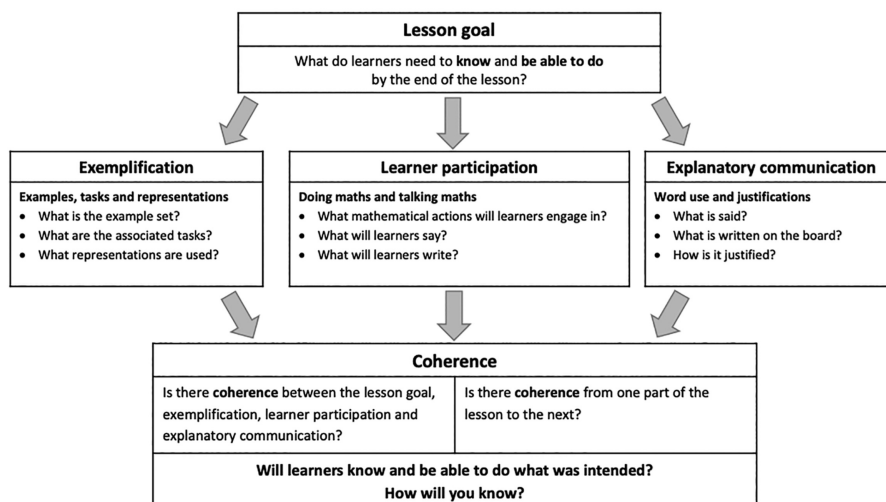 Lesson goal
What do learners need to know and be able to do
by the end of the lesson?
Exemplification
Examples, tasks and representations
• What is the example set?
• What are the associated tasks?
• What representations are used?
Learner participation
Doing maths and talking maths
• What mathematical actions will learners engage in?
• What will learners say?
• What will learners write?
Explanatory communication
Word use and justifications
• What is said?
• What is written on the board?
• How is it justified?
Coherence
Is there coherence between the lesson goal,
exemplification, learner participation and
explanatory communication?
Is there coherence from one part of the
lesson to the next?
Will learners know and be able to do what was intended?
How will you know?